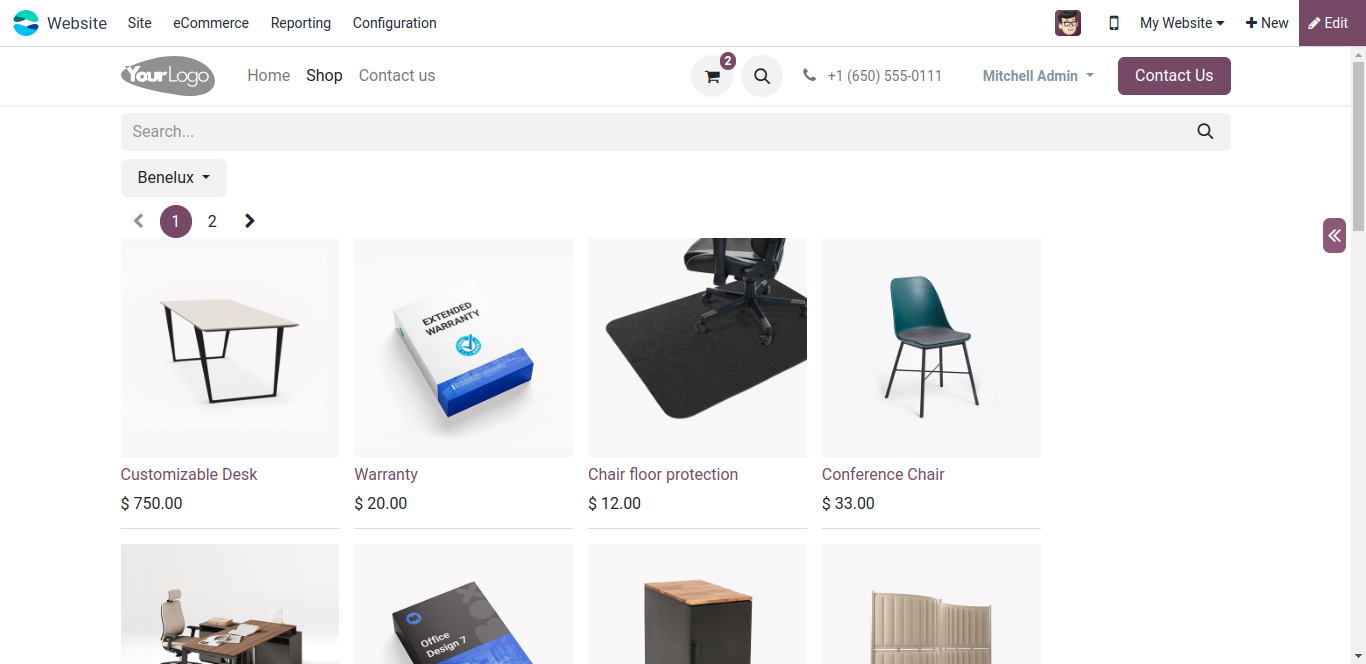 Website Site eCommerce Reporting Configuration My Website New Edit
YourLogo Home Shop Contact us 2 +1 (650) 555-0111 Mitchell Admin Contact Us
Search...
Benelux
1 2
EXTENDED
WARRANTY
Customizable Desk Warranty Chair floor protection Conference Chair
$ 750.00 $ 20.00 $ 12.00 $ 33.00
Office
Design 7